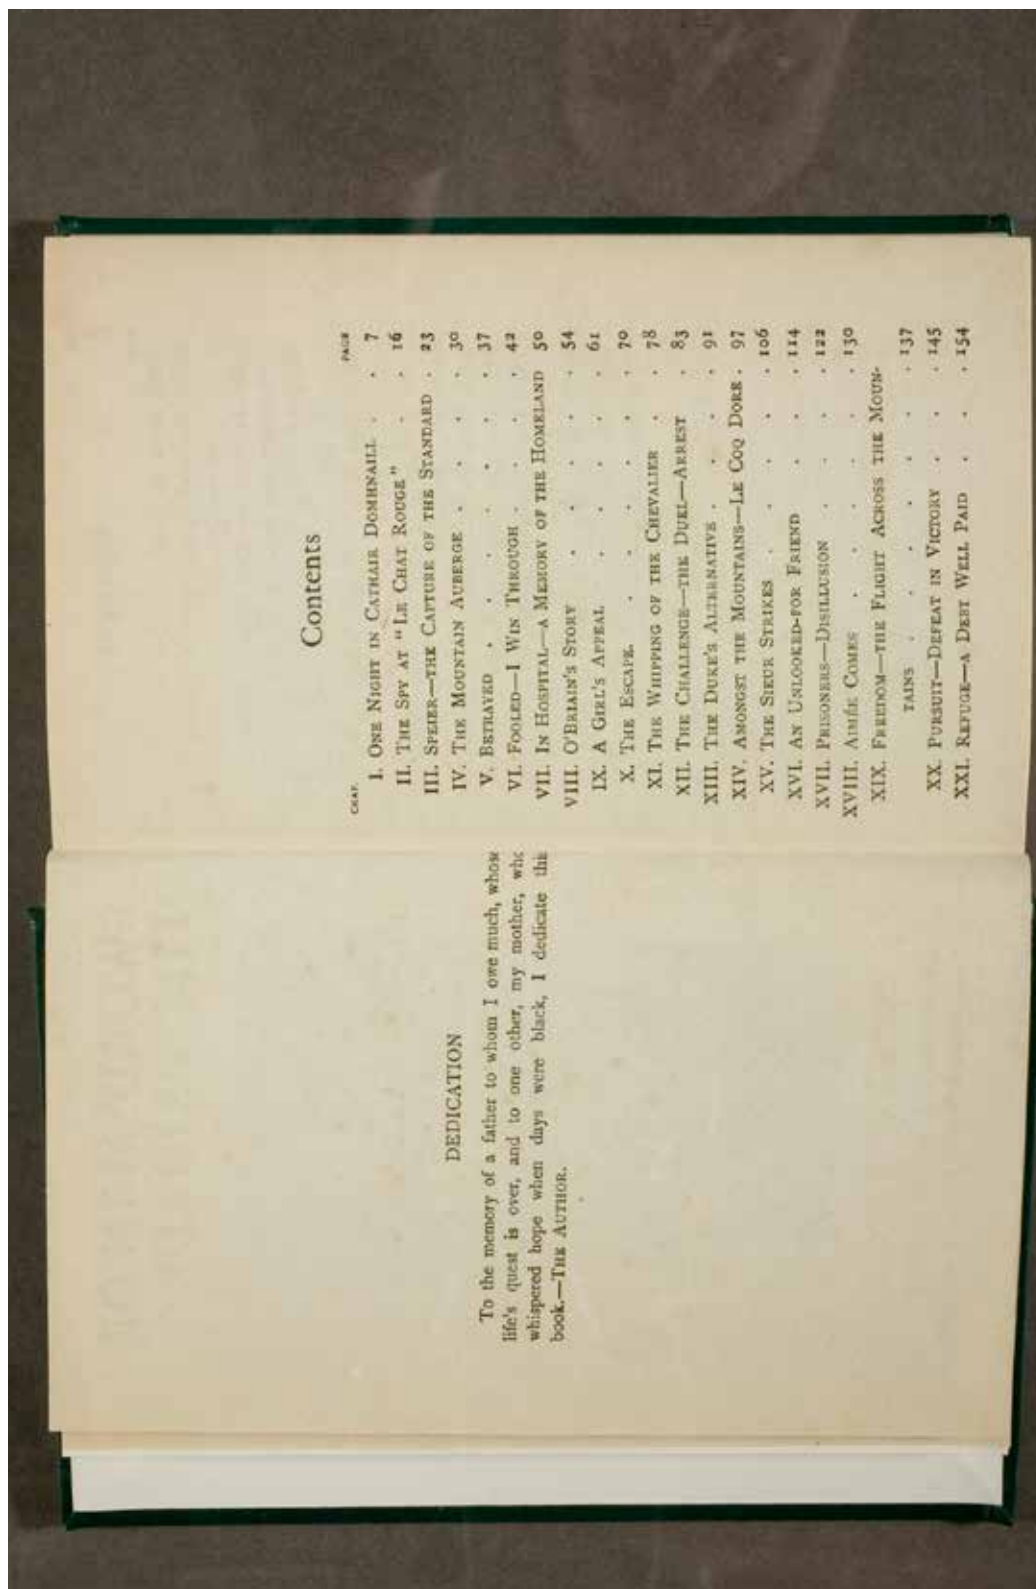 DEDICATION
To the memory of a father to whom I owe much, whose
life's quest is over, and to one other, my mother, who
whispered hope when days were black, I dedicate this
book.—THE AUTHOR.
Contents
CHAP. PAGE
I. ONE NIGHT IN CATHAIR DOMHNAILL . . 7
II. THE SPY AT "LE CHAT ROUGE" . . 16
III. SPEIER—THE CAPTURE OF THE STANDARD . 23
IV. THE MOUNTAIN AUBERGE . . . . 30
V. BETRAYED . . . . . . 37
VI. FOOLED—I WIN THROUGH . . . . 42
VII. IN HOSPITAL—A MEMORY OF THE HOMELAND 50
VIII. O'BRIAIN'S STORY . . . . . 54
IX. A GIRL'S APPEAL . . . . . 61
X. THE ESCAPE. . . . . . 70
XI. THE WHIPPING OF THE CHEVALIER . . 78
XII. THE CHALLENGE—THE DUEL—ARREST . 83
XIII. THE DUKE'S ALTERNATIVE . . . . 91
XIV. AMONGST THE MOUNTAINS—LE COQ DORE . 97
XV. THE SIEUR STRIKES . . . . . 106
XVI. AN UNLOOKED-FOR FRIEND . . . . 114
XVII. PRISONERS—DISILLUSION . . . . 122
XVIII. AIMÉE COMES . . . . . 130
XIX. FREEDOM—THE FLIGHT ACROSS THE MOUN-
TAINS . . . . . . 137
XX. PURSUIT—DEFEAT IN VICTORY . . . 145
XXI. REFUGE—A DEBT WELL PAID . . . 154